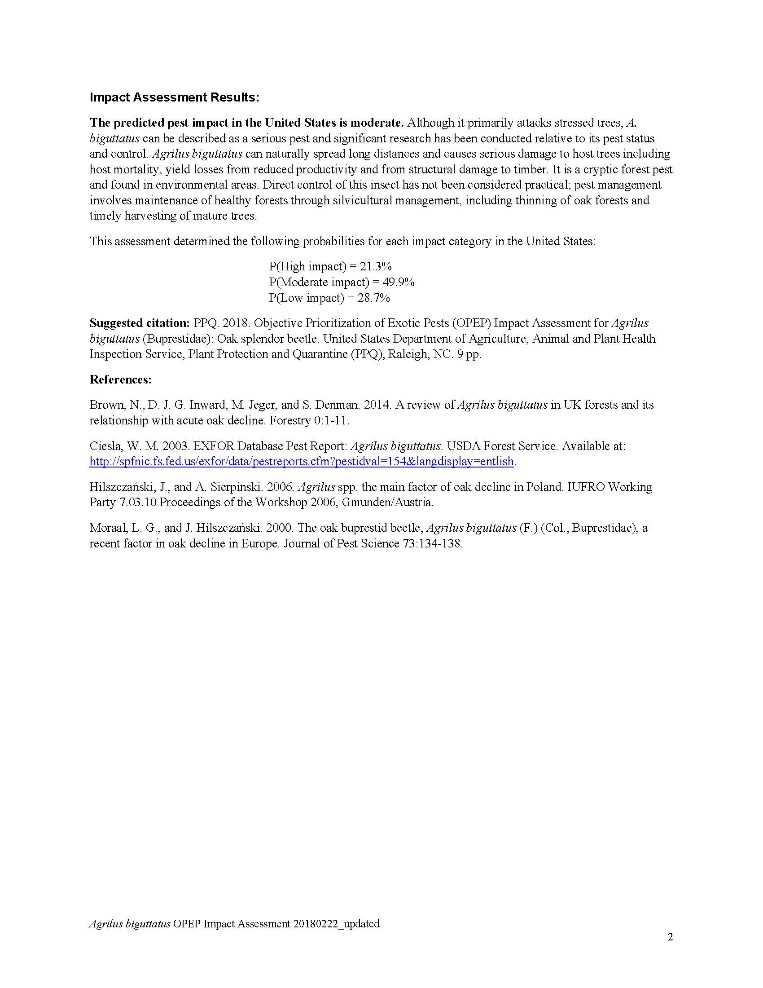 Impact Assessment Results:
The predicted pest impact in the United States is moderate. Although it primarily attacks stressed trees, A.
biguttatus can be described as a serious pest and significant research has been conducted relative to its pest status
and control. Agrilus biguttatus can naturally spread long distances and causes serious damage to host trees including
host mortality, yield losses from reduced productivity and from structural damage to timber. It is a cryptic forest pest
and found in environmental areas. Direct control of this insect has not been considered practical; pest management
involves maintenance of healthy forests through silvicultural management, including thinning of oak forests and
timely harvesting of mature trees.
This assessment determined the following probabilities for each impact category in the United States:
P(High impact) = 21.3%
P(Moderate impact) = 49.9%
P(Low impact) = 28.7%
Suggested citation: PPQ. 2018. Objective Prioritization of Exotic Pests (OPEP) Impact Assessment for Agrilus
biguttatus (Buprestidae): Oak splendor beetle. United States Department of Agriculture, Animal and Plant Health
Inspection Service, Plant Protection and Quarantine (PPQ), Raleigh, NC. 9 pp.
References:
Brown, N., D. J. G. Inward, M. Jeger, and S. Denman. 2014. A review of Agrilus biguttatus in UK forests and its
relationship with acute oak decline. Forestry 0:1-11.
Ciesla, W. M. 2003. EXFOR Database Pest Report: Agrilus biguttatus. USDA Forest Service. Available at:
http://spfnic.fs.fed.us/exfor/data/pestreports.cfm?pestidval=154&langdisplay=entlish.
Hilszczański, J., and A. Sierpinski. 2006. Agrilus spp. the main factor of oak decline in Poland. IUFRO Working
Party 7.03.10 Proceedings of the Workshop 2006, Gmunden/Austria.
Moraal, L. G., and J. Hilszczański. 2000. The oak buprestid beetle, Agrilus biguttatus (F.) (Col., Buprestidae), a
recent factor in oak decline in Europe. Journal of Pest Science 73:134-138.
Agrilus biguttatus OPEP Impact Assessment 20180222_updated
2